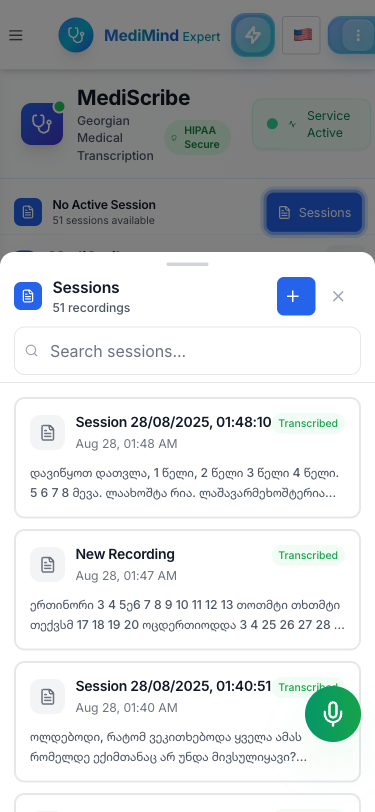 MediMind Expert
MediScribe
Georgian
Medical
Transcription
HIPAA
Secure
Service
Active
No Active Session
51 sessions available
Sessions
Sessions
51 recordings
Search sessions...
Session 28/08/2025, 01:48:10 Transcribed
Aug 28, 01:48 AM
დავიწყოთ დათვლა, 1 წელი, 2 წელი 3 წელი 4 წელი.
5 6 7 8 მევა. ლაახოშტა რია. ლაშავარმეხოშტერია...
New Recording Transcribed
Aug 28, 01:47 AM
ერთინორი 3 4 5ე6 7 8 9 10 11 12 13 თოთმტი თხთმტი
თექვსმ 17 18 19 20 ოცდერთიოდდა 3 4 25 26 27 28 ...
Session 28/08/2025, 01:40:51 Transcribed
Aug 28, 01:40 AM
ოლდებოდი, რატომ ვეკითხებოდა ყველა ამას
რომელდე ექიმთანაც არ უნდა მივსულიყავი?...